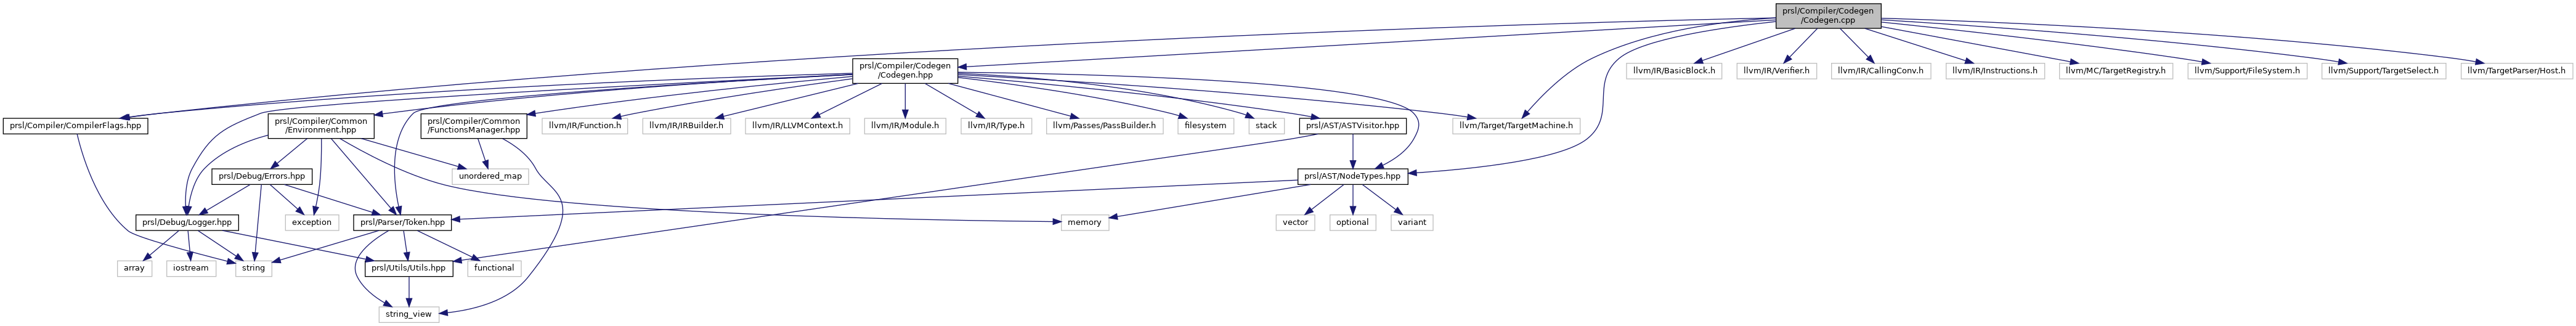 prsl/Compiler/Codegen
/Codegen.cpp
prsl/Compiler/Codegen
/Codegen.hpp
llvm/IR/BasicBlock.h
llvm/IR/Verifier.h
llvm/IR/CallingConv.h
llvm/IR/Instructions.h
llvm/MC/TargetRegistry.h
llvm/Support/FileSystem.h
llvm/Support/TargetSelect.h
llvm/TargetParser/Host.h
prsl/Compiler/CompilerFlags.hpp
prsl/Compiler/Common
/Environment.hpp
prsl/Compiler/Common
/FunctionsManager.hpp
llvm/IR/Function.h
llvm/IR/IRBuilder.h
llvm/IR/LLVMContext.h
llvm/IR/Module.h
llvm/IR/Type.h
llvm/Passes/PassBuilder.h
filesystem
stack
prsl/AST/ASTVisitor.hpp
llvm/Target/TargetMachine.h
prsl/Debug/Errors.hpp
unordered_map
prsl/AST/NodeTypes.hpp
prsl/Debug/Logger.hpp
exception
prsl/Parser/Token.hpp
memory
vector
optional
variant
array
iostream
string
prsl/Utils/Utils.hpp
functional
string_view